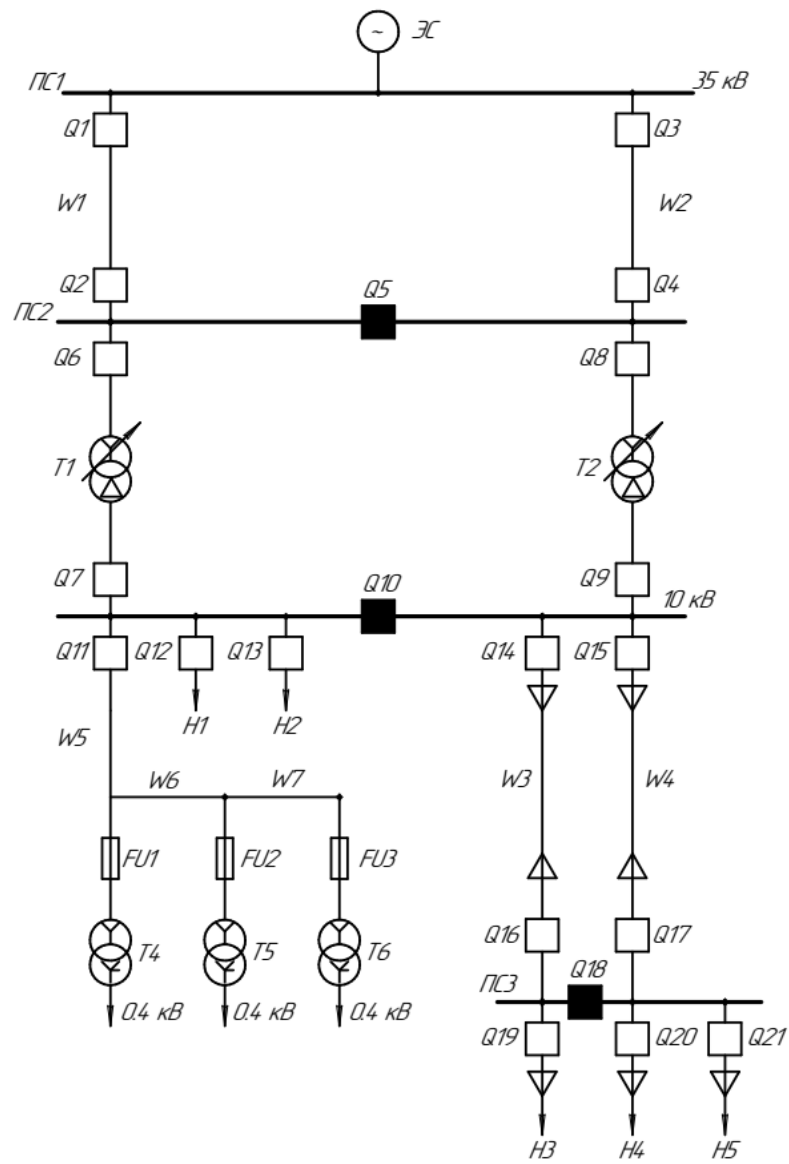 ~ ЭС
ПС1 35 кВ
Q1 Q3
W1 W2
Q2 Q5 Q4
ПС2
Q6 Q8
T1 T2
Q7 Q10 Q9
10 кВ
Q11 Q12 Q13 Q14 Q15
H1 H2
W5 W6 W7 W3 W4
FU1 FU2 FU3
Q16 Q17
T4 T5 T6
ПС3 Q18
0.4 кВ 0.4 кВ 0.4 кВ
Q19 Q20 Q21
H3 H4 H5